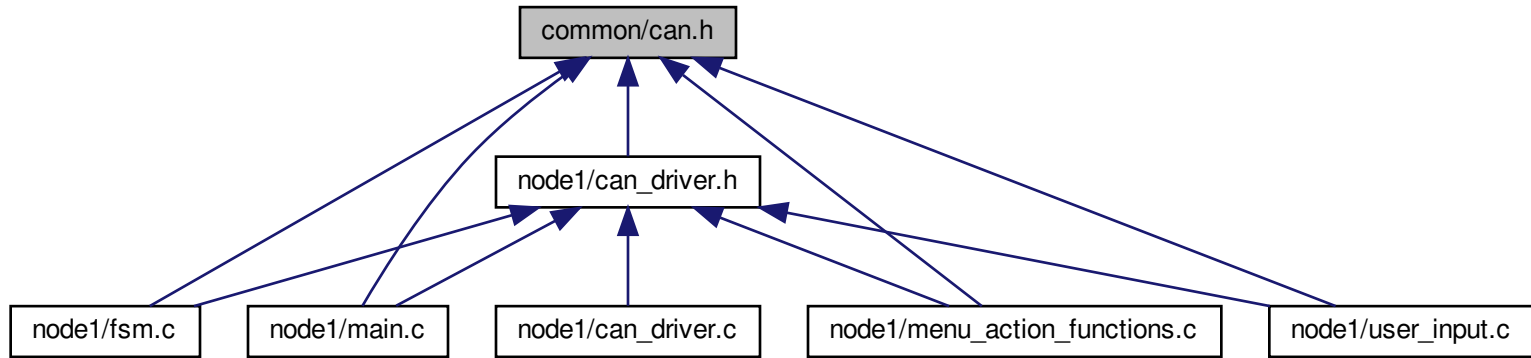 common/can.h
node1/can_driver.h
node1/fsm.c
node1/main.c
node1/can_driver.c
node1/menu_action_functions.c
node1/user_input.c